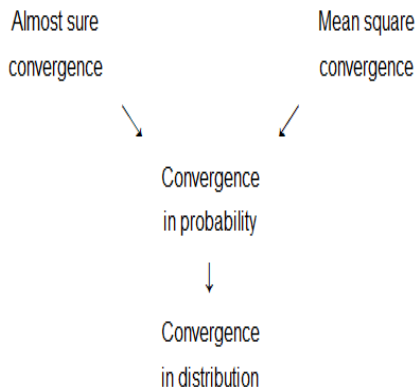 Almost sure
convergence
Mean square
convergence
Convergence
in probability
Convergence
in distribution